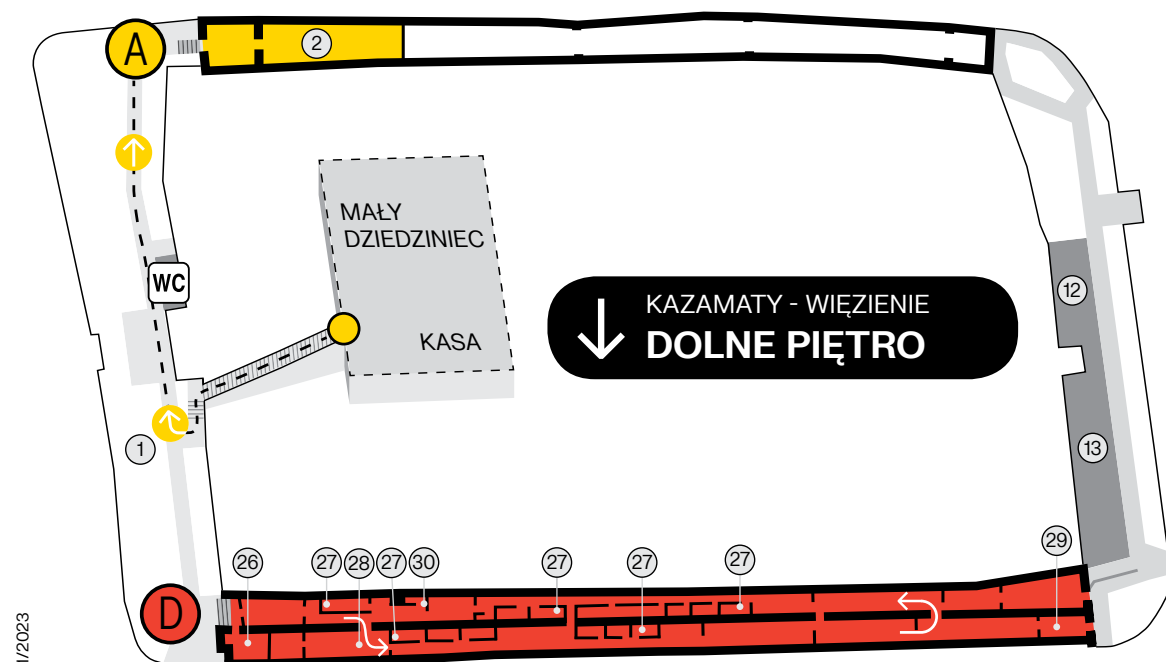 A
2
MAŁY
DZIEDZINIEC
WC
KASA
KAZAMATY - WIĘZIENIE
DOLNE PIĘTRO
12
1
13
26
27
28
27
30
27
27
27
29
D
I/2023